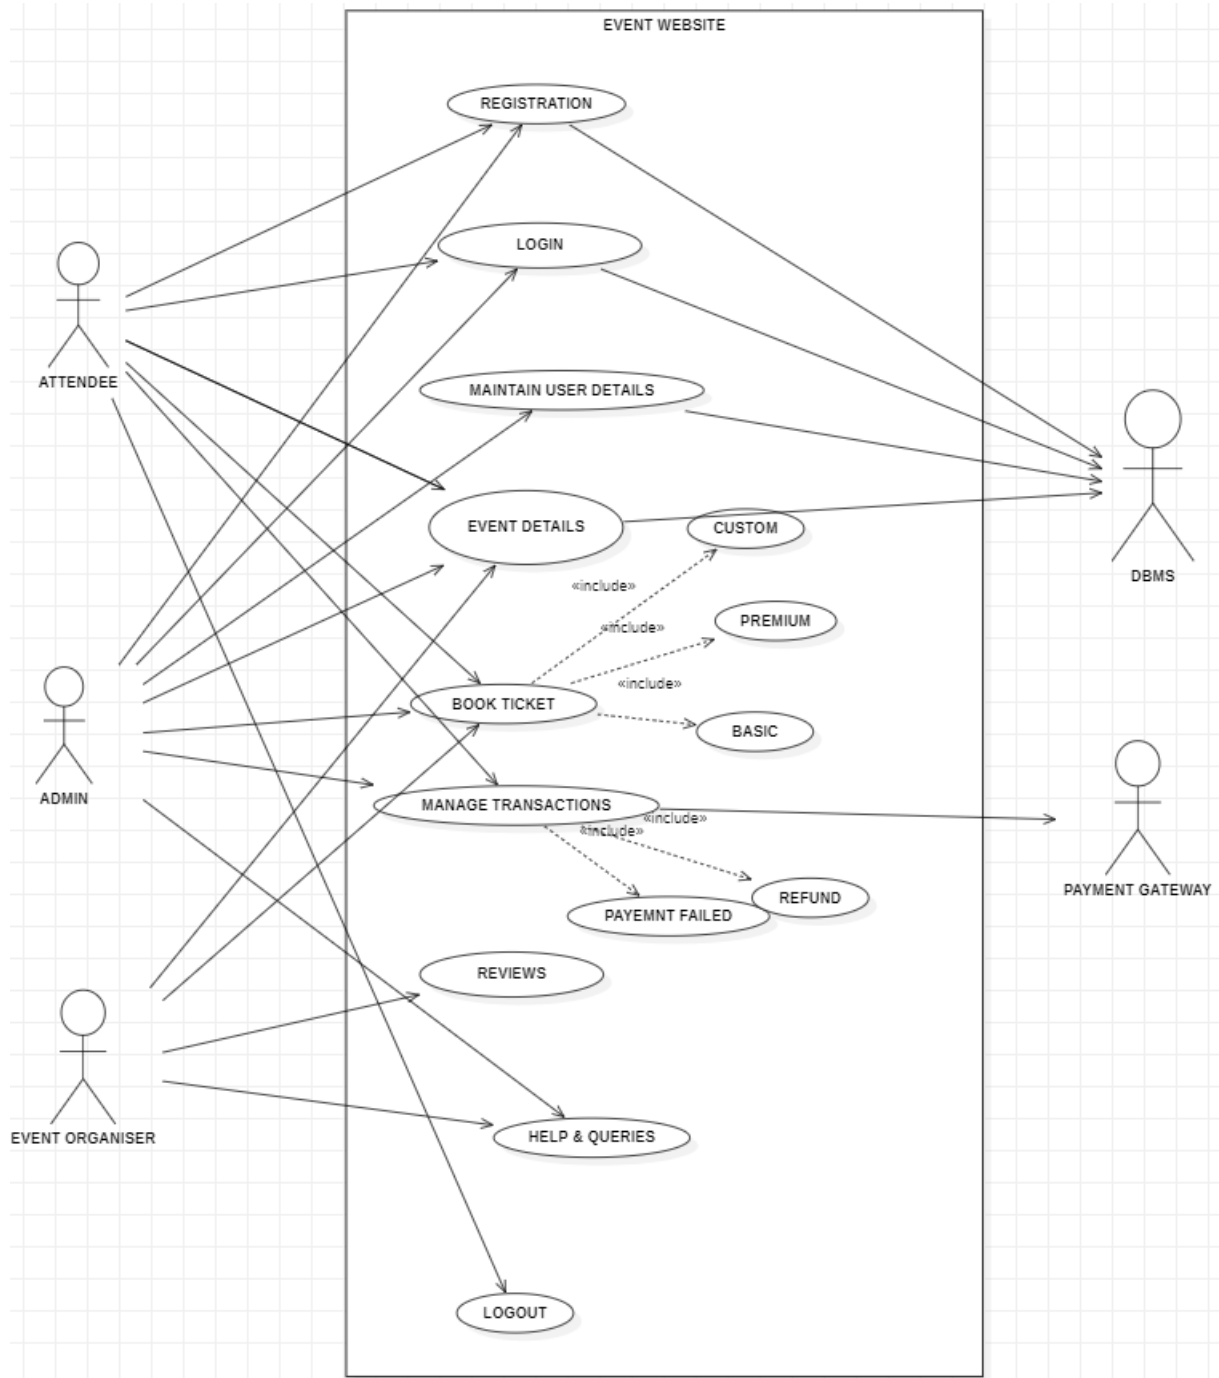 EVENT WEBSITE
REGISTRATION
LOGIN
ATTENDEE
MAINTAIN USER DETAILS
EVENT DETAILS
CUSTOM
DBMS
«include»
PREMIUM
«include»
«include»
BOOK TICKET
BASIC
ADMIN
MANAGE TRANSACTIONS
«include»
«include»
PAYMENT GATEWAY
REFUND
PAYEMNT FAILED
REVIEWS
EVENT ORGANISER
HELP & QUERIES
LOGOUT